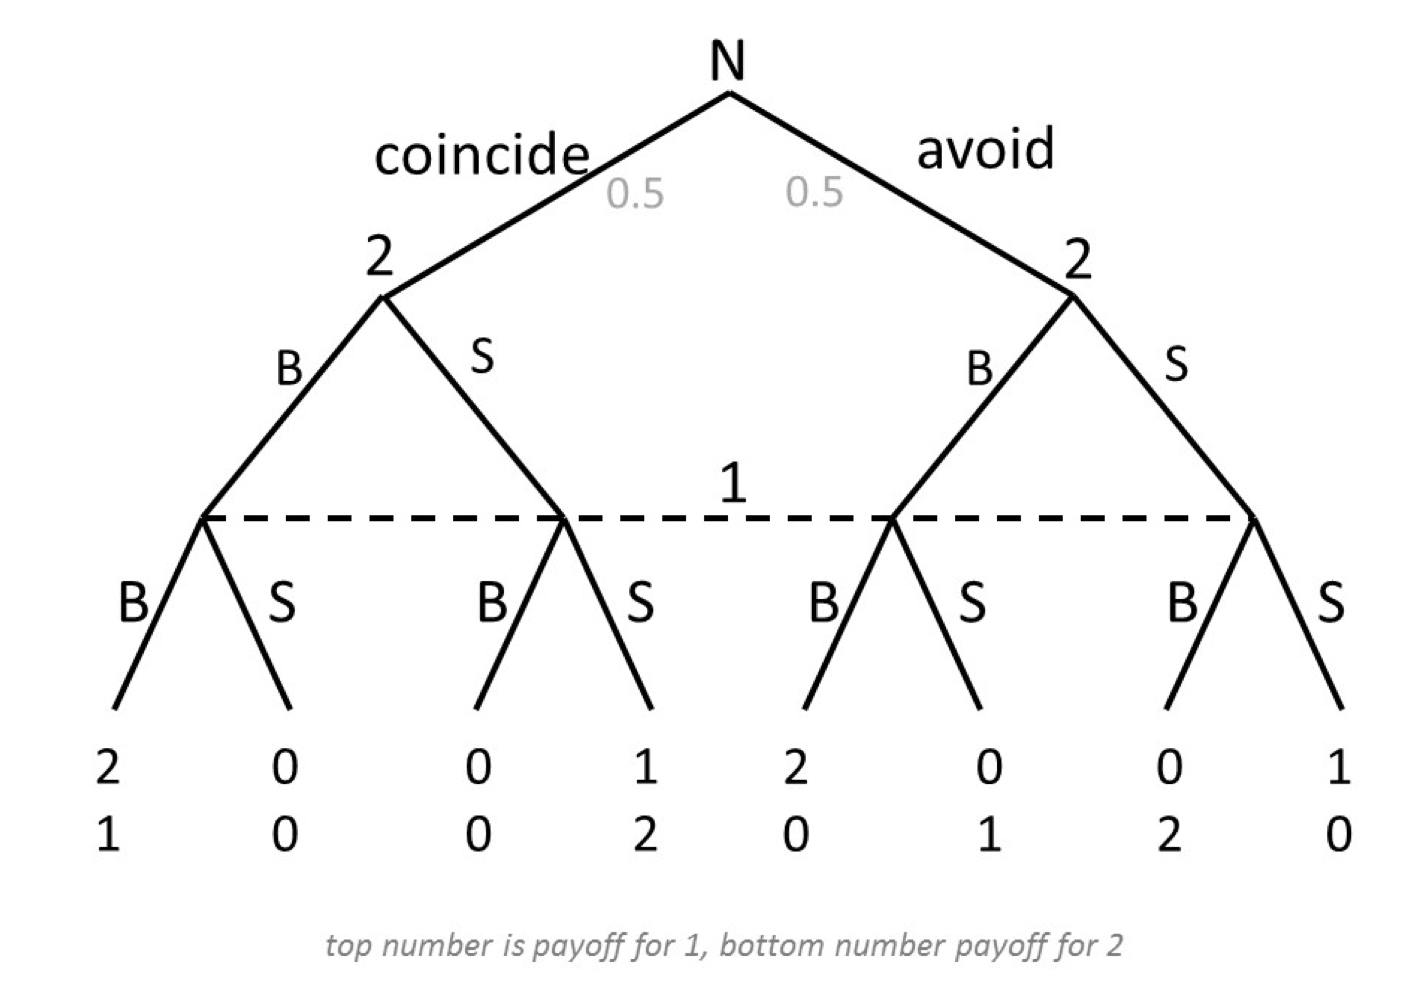 N
coincide avoid
0.5 0.5
2 2
B S B S
1
B S B S B S B S
2 0 0 1 2 0 0 1
1 0 0 2 0 1 2 0
top number is payoff for 1, bottom number payoff for 2